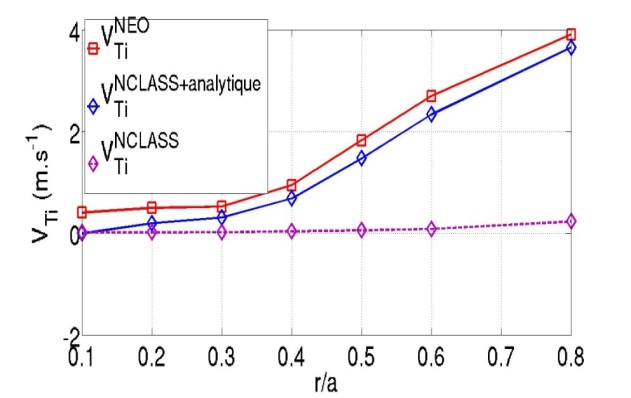 4
2
0
-2
V_Ti (m.s⁻¹)
V_Ti^NEO
V_Ti^NCLASS+analytique
V_Ti^NCLASS
0.1 0.2 0.3 0.4 0.5 0.6 0.7 0.8
r/a